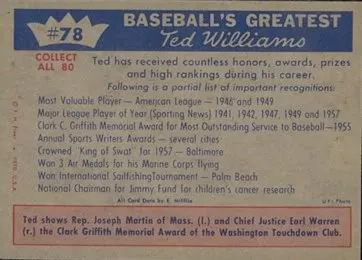 #78
COLLECT
ALL 80
BASEBALL'S GREATEST
Ted Williams
Ted has received countless honors, awards, prizes
and high rankings during his career.
Following is a partial list of important recognitions:
Most Valuable Player — American League — 1946 and 1949
Major League Player of Year (Sporting News) 1941, 1942, 1947, 1949 and 1957
Clark C. Griffith Memorial Award for Most Outstanding Service to Baseball—1955
Annual Sports Writers Awards — several cities
Crowned "King of Swat" for 1957 — Baltimore
Won 3 Air Medals for his Marine Corps flying
Won International Sailfishing Tournament — Palm Beach
National Chairman for Jimmy Fund for children's cancer research
All Card Data by E. Mifflin
U P I Photo
Ted shows Rep. Joseph Martin of Mass. (l.) and Chief Justice Earl Warren
(r.) the Clark Griffith Memorial Award of the Washington Touchdown Club.